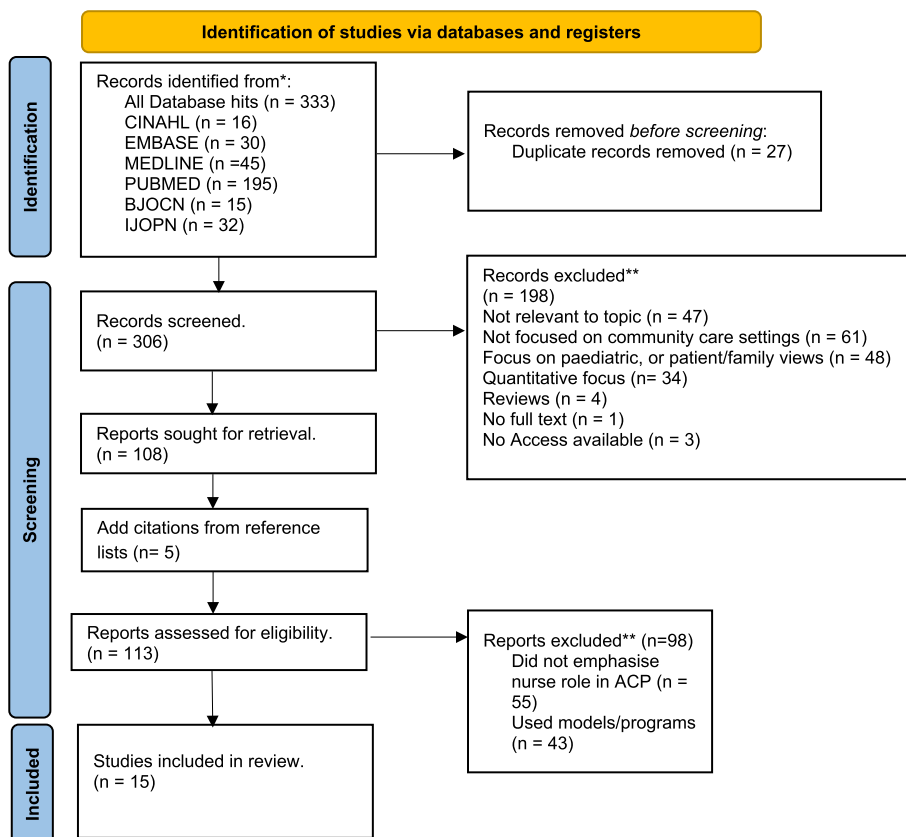 Identification of studies via databases and registers
Identification
Records identified from*:
All Database hits (n = 333)
CINAHL (n = 16)
EMBASE (n = 30)
MEDLINE (n =45)
PUBMED (n = 195)
BJOCN (n = 15)
IJOPN (n = 32)
Records removed before screening:
Duplicate records removed (n = 27)
Screening
Records screened.
(n = 306)
Records excluded**
(n = 198)
Not relevant to topic (n = 47)
Not focused on community care settings (n = 61)
Focus on paediatric, or patient/family views (n = 48)
Quantitative focus (n= 34)
Reviews (n = 4)
No full text (n = 1)
No Access available (n = 3)
Reports sought for retrieval.
(n = 108)
Add citations from reference
lists (n= 5)
Reports assessed for eligibility.
(n = 113)
Reports excluded** (n=98)
Did not emphasise
nurse role in ACP (n =
55)
Used models/programs
(n = 43)
Included
Studies included in review.
(n = 15)